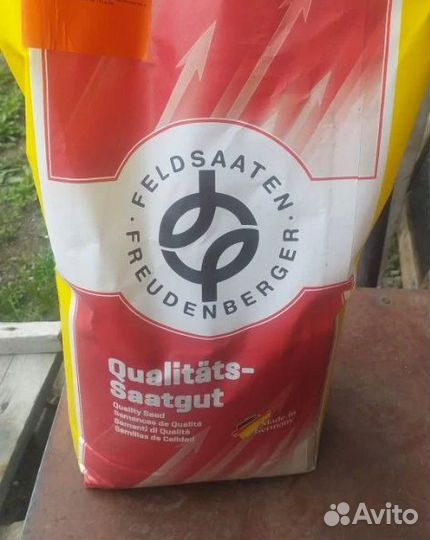 FELDSAATEN
FREUDENBERGER
Qualitäts-
Saatgut
Quality Seed
Semences de Qualité
Sementi di Qualità
Semillas de Calidad
Made in
Germany
Avito